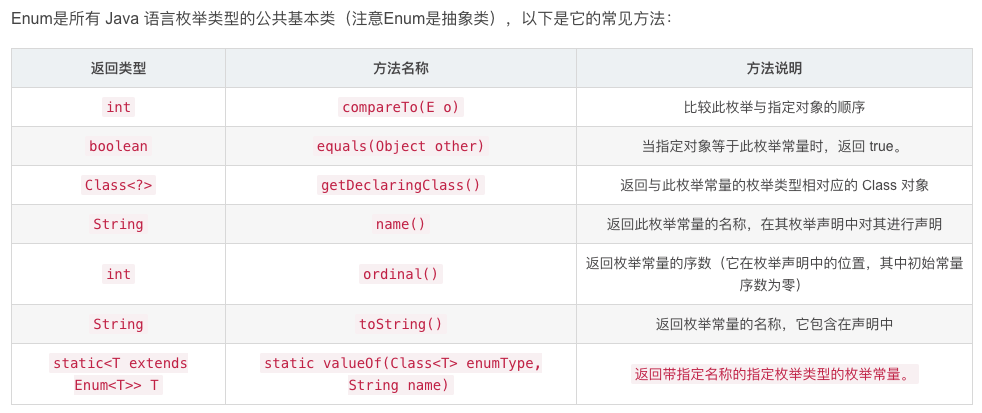 Enum是所有 Java 语言枚举类型的公共基本类（注意Enum是抽象类），以下是它的常见方法：
返回类型 方法名称 方法说明
int compareTo(E o) 比较此枚举与指定对象的顺序
boolean equals(Object other) 当指定对象等于此枚举常量时，返回 true。
Class<?> getDeclaringClass() 返回与此枚举常量的枚举类型相对应的 Class 对象
String name() 返回此枚举常量的名称，在其枚举声明中对其进行声明
int ordinal() 返回枚举常量的序数（它在枚举声明中的位置，其中初始常量
序数为零）
String toString() 返回枚举常量的名称，它包含在声明中
static<T extends
Enum<T>> T
static valueOf(Class<T> enumType,
String name)
返回带指定名称的指定枚举类型的枚举常量。